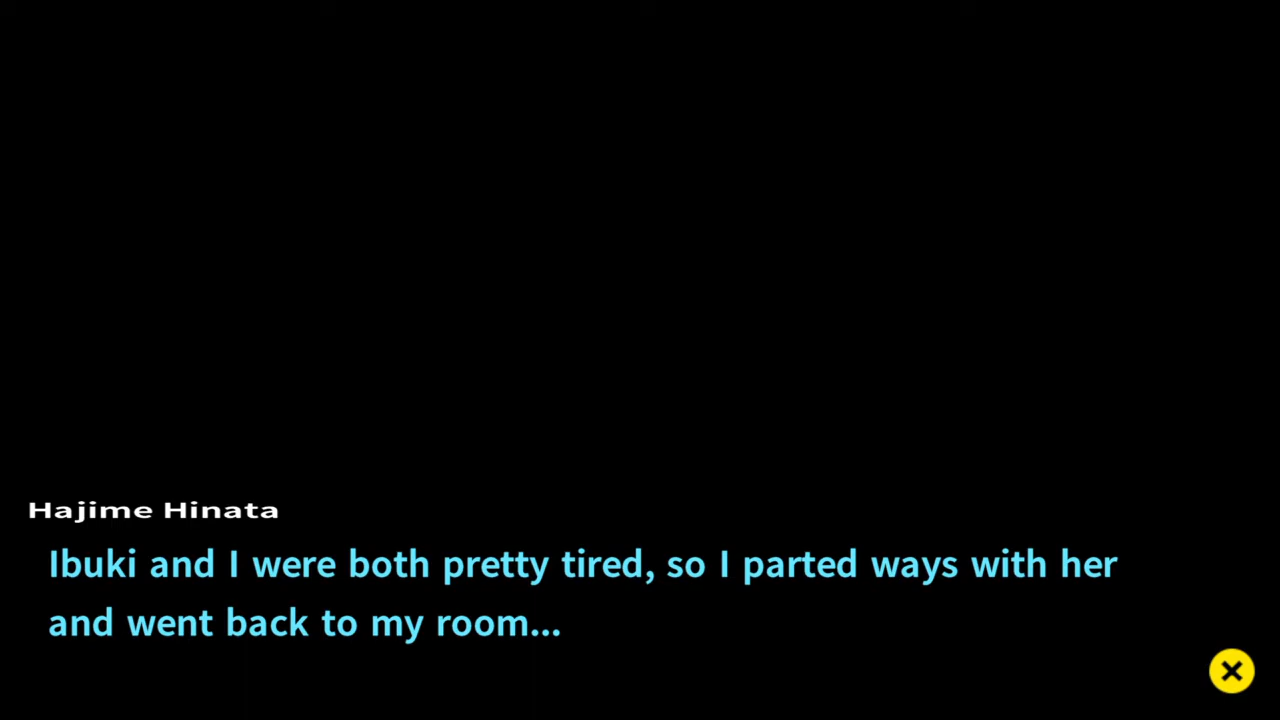 Hajime Hinata
Ibuki and I were both pretty tired, so I parted ways with her
and went back to my room...